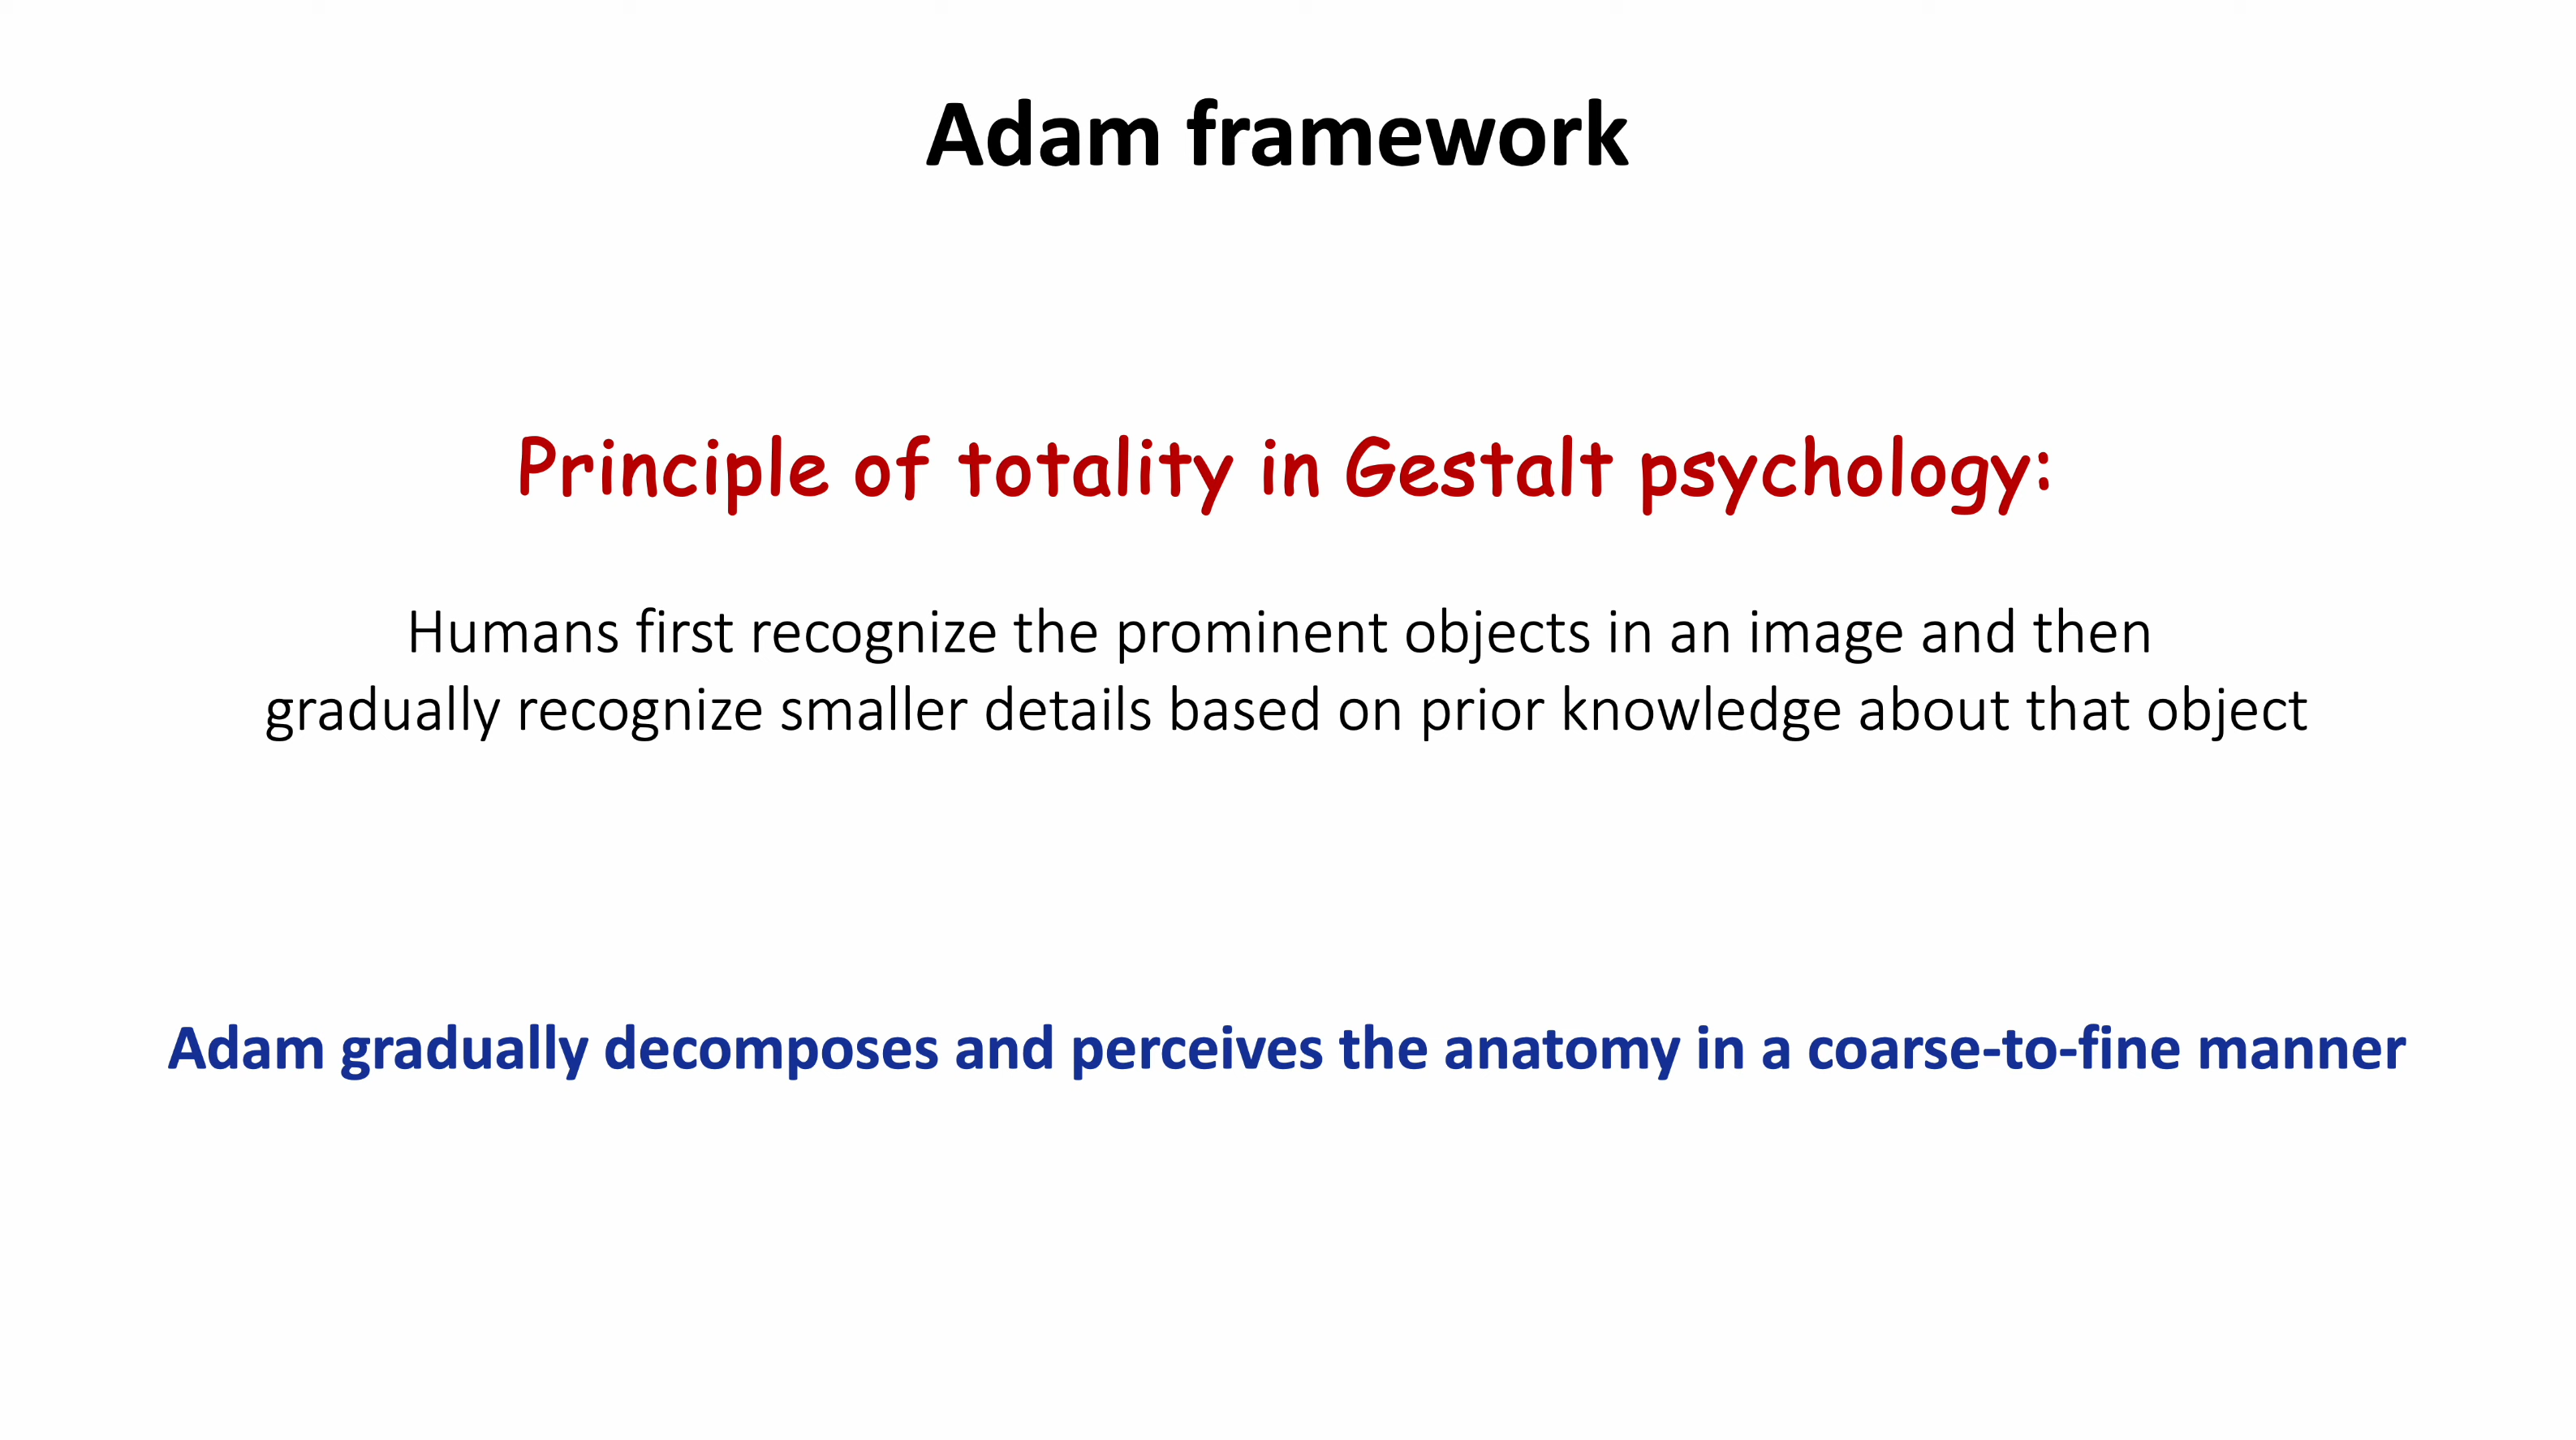 Adam framework
Principle of totality in Gestalt psychology:
Humans first recognize the prominent objects in an image and then
gradually recognize smaller details based on prior knowledge about that object
Adam gradually decomposes and perceives the anatomy in a coarse-to-fine manner